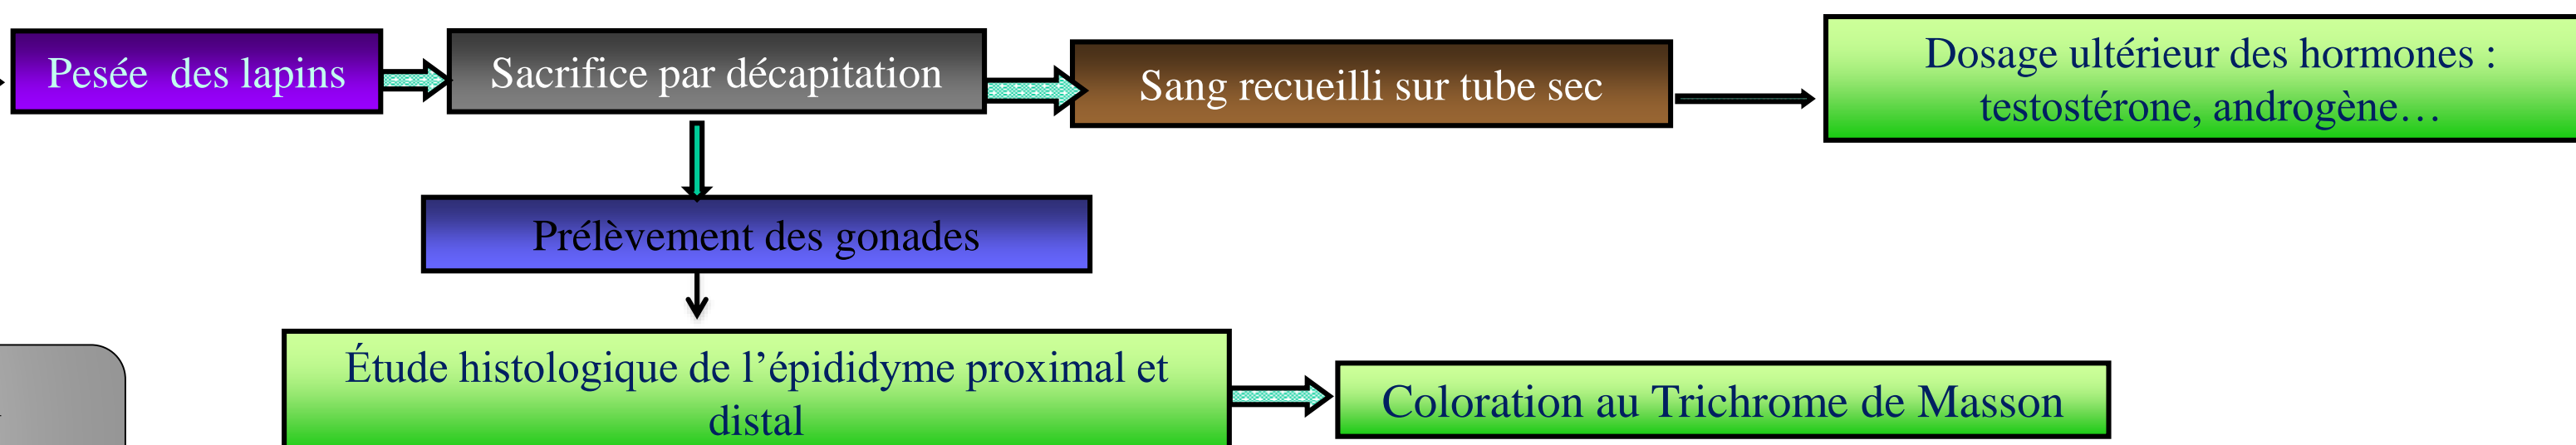 Pesée des lapins
Sacrifice par décapitation
Sang recueilli sur tube sec
Dosage ultérieur des hormones :
testostérone, androgène…
Prélèvement des gonades
Étude histologique de l’épididyme proximal et
distal
Coloration au Trichrome de Masson